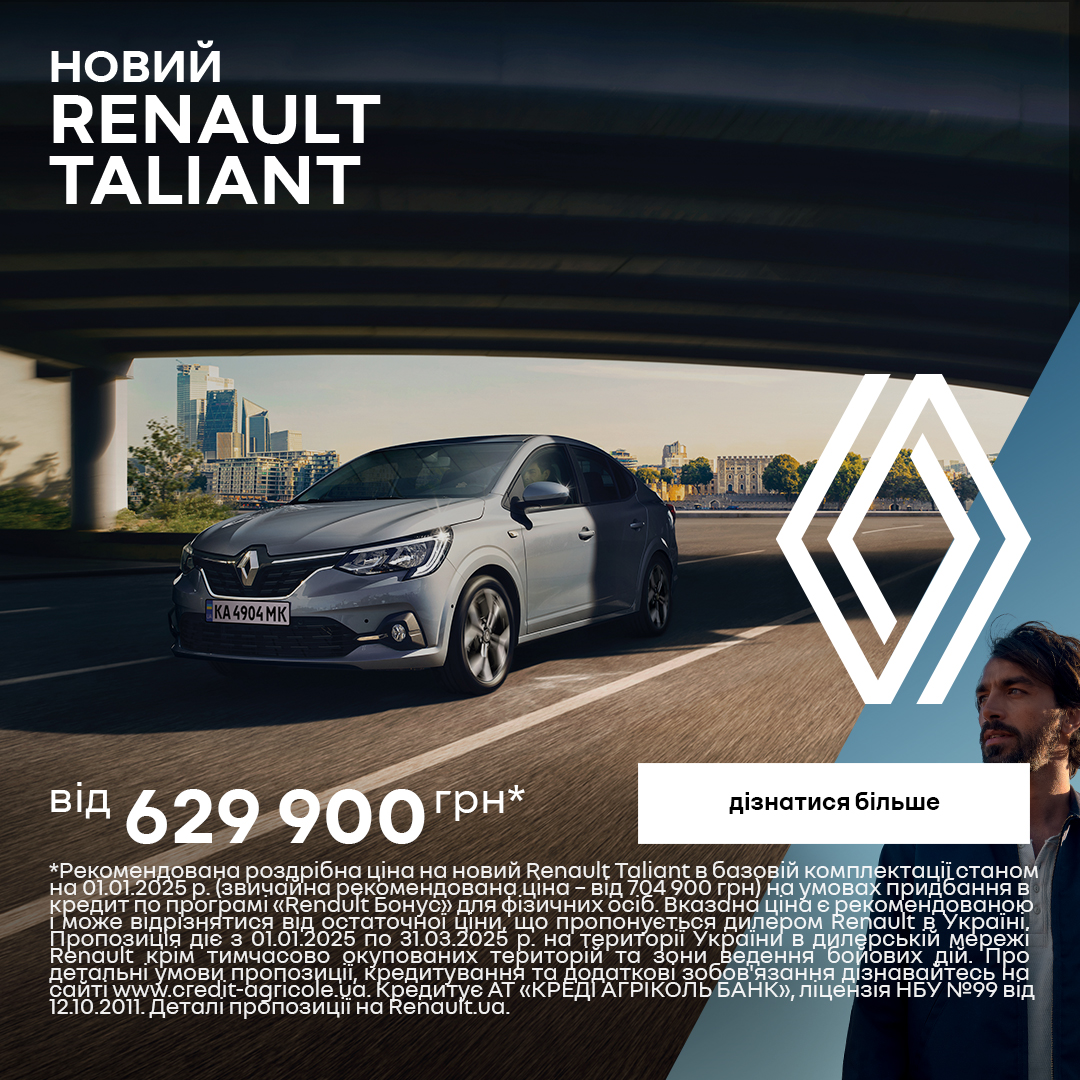 НОВИЙ
RENAULT
TALIANT
KA 4904 MK
від 629 900 грн*
дізнатися більше
*Рекомендована роздрібна ціна на новий Renault Taliant в базовій комплектації станом
на 01.01.2025 р. (звичайна рекомендована ціна – від 704 900 грн) на умовах придбання в
кредит по програмі «Renault Бонус» для фізичних осіб. Вказана ціна є рекомендованою
і може відрізнятися від остаточної ціни, що пропонується дилером Renault в Україні.
Пропозиція діє з 01.01.2025 по 31.03.2025 р. на території України в дилерській мережі
Renault крім тимчасово окупованих територій та зони ведення бойових дій. Про
детальні умови пропозиції, кредитування та додаткові зобов'язання дізнавайтесь на
сайті www.credit-agricole.ua. Кредитує АТ «КРЕДІ АГРІКОЛЬ БАНК», ліцензія НБУ №99 від
12.10.2011. Деталі пропозиції на Renault.ua.